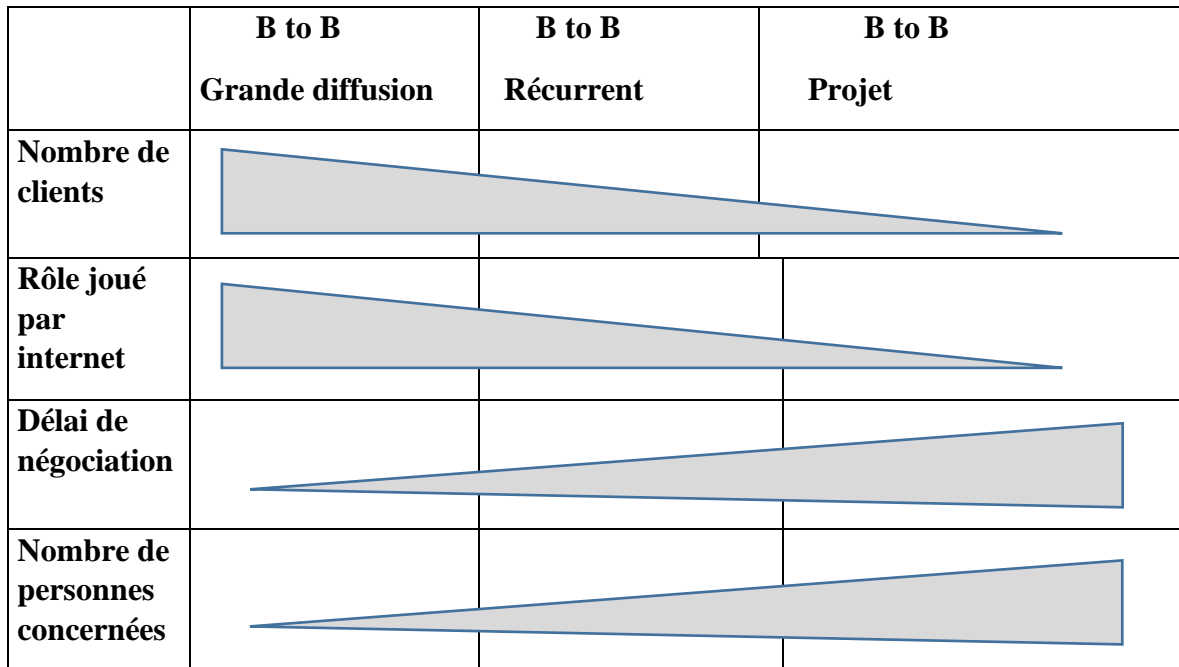 B to B B to B B to B
Grande diffusion Récurrent Projet
Nombre de
clients
Rôle joué
par
internet
Délai de
négociation
Nombre de
personnes
concernées